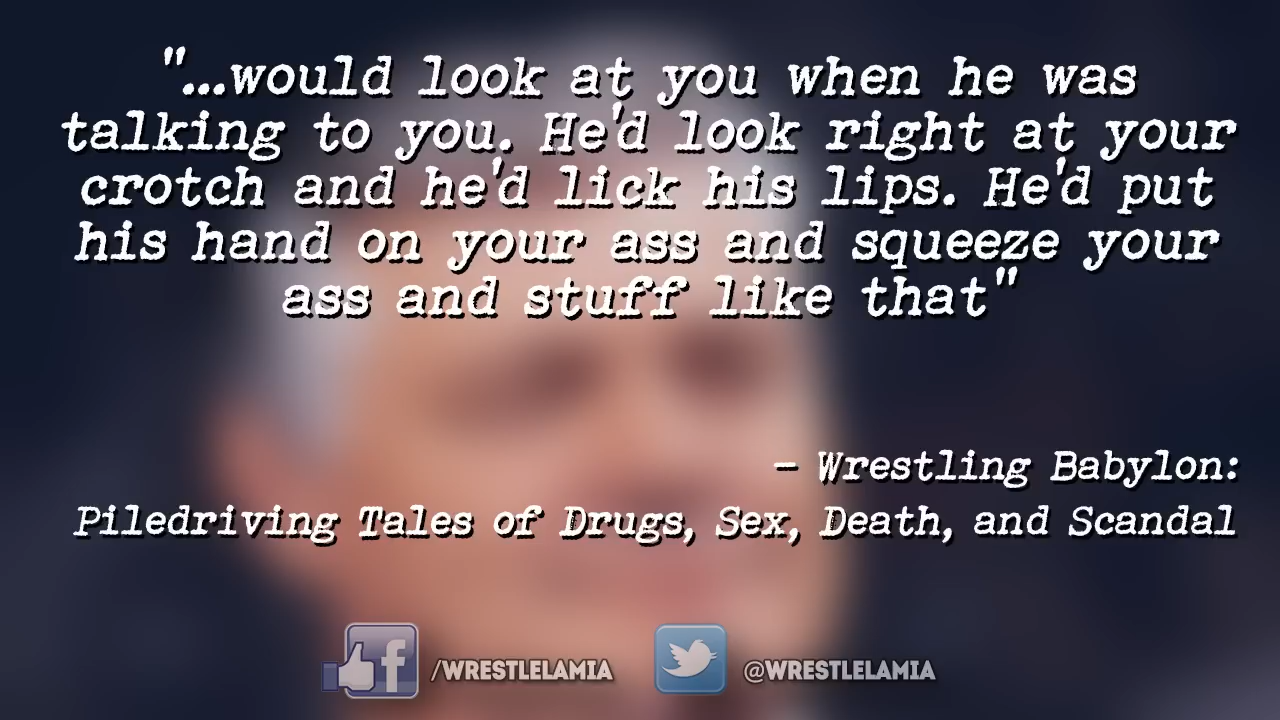 "...would look at you when he was
talking to you. He'd look right at your
crotch and he'd lick his lips. He'd put
his hand on your ass and squeeze your
ass and stuff like that"
- Wrestling Babylon:
Piledriving Tales of Drugs, Sex, Death, and Scandal
f /WRESTLELAMIA @WRESTLELAMIA